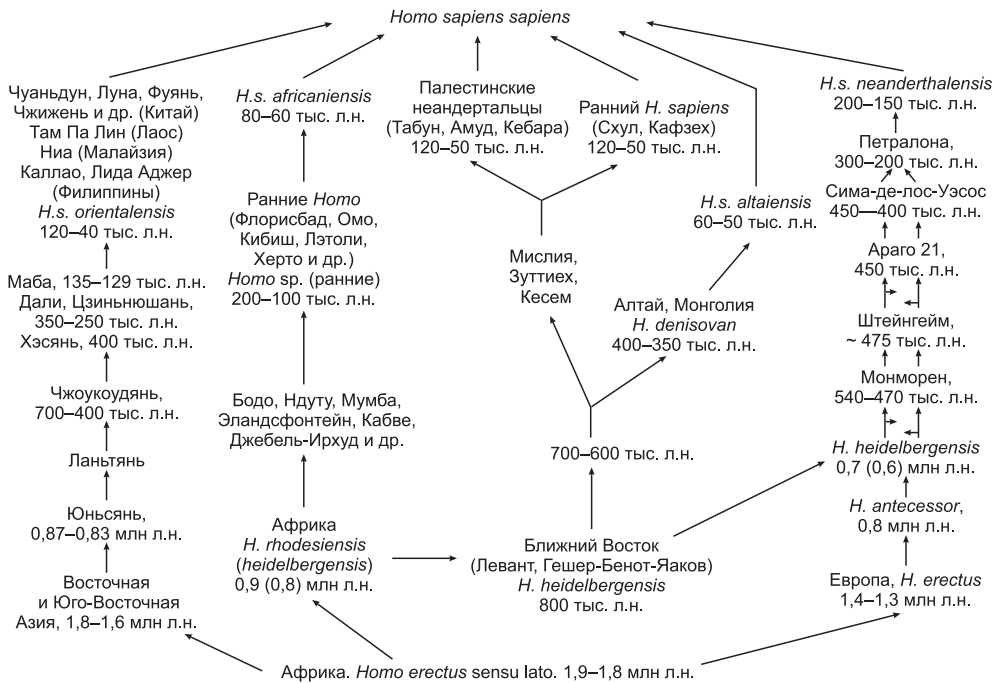 Homo sapiens sapiens
Чуаньдун, Луна, Фуянь,
Чжижень и др. (Китай)
Там Па Лин (Лаос)
Ниа (Малайзия)
Каллао, Лида Аджер
(Филиппины)
H.s. orientalensis
120–40 тыс. л.н.
Маба, 135–129 тыс. л.н.
Дали, Цзиньнюшань,
350–250 тыс. л.н.
Хэсянь, 400 тыс. л.н.
Чжоукоудянь,
700–400 тыс. л.н.
Ланьтянь
Юньсянь,
0,87–0,83 млн л.н.
Восточная
и Юго-Восточная
Азия, 1,8–1,6 млн л.н.
H.s. africaniensis
80–60 тыс. л.н.
Ранние Homo
(Флорисбад, Омо,
Кибиш, Лэтоли,
Херто и др.)
Homo sp. (ранние)
200–100 тыс. л.н.
Бодо, Ндуту, Мумба,
Эландсфонтейн, Кабве,
Джебель-Ирхуд и др.
Африка
H. rhodesiensis
(heidelbergensis)
0,9 (0,8) млн л.н.
Палестинские
неандертальцы
(Табун, Амуд, Кебара)
120–50 тыс. л.н.
Ранний H. sapiens
(Схул, Кафзех)
120–50 тыс. л.н.
Мислия,
Зуттиех,
Кесем
H.s. altaiensis
60–50 тыс. л.н.
Алтай, Монголия
H. denisovan
400–350 тыс. л.н.
700–600 тыс. л.н.
Ближний Восток
(Левант, Гешер-Бенот-Яаков)
H. heidelbergensis
800 тыс. л.н.
H.s. neanderthalensis
200–150 тыс. л.н.
Петралона,
300–200 тыс. л.н.
Сима-де-лос-Уэсос
450–400 тыс. л.н.
Араго 21,
450 тыс. л.н.
Штейнгейм,
~ 475 тыс. л.н.
Монморен,
540–470 тыс. л.н.
H. heidelbergensis
0,7 (0,6) млн л.н.
H. antecessor,
0,8 млн л.н.
Европа, H. erectus
1,4–1,3 млн л.н.
Африка. Homo erectus sensu lato. 1,9–1,8 млн л.н.